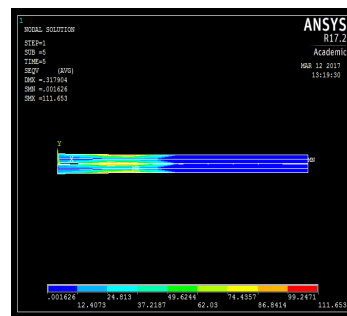 1
NODAL SOLUTION
STEP=1
SUB =5
TIME=5
SEQV (AVG)
DMX =.317904
SMN =.001626
SMX =111.653
ANSYS
R17.2
Academic
MAR 12 2017
13:19:30
Y
X
MN
.001626
12.4073
24.813
37.2187
49.6244
62.03
74.4357
86.8414
99.2471
111.653